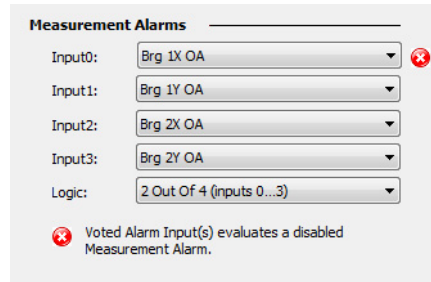 Measurement Alarms
Input0: Brg 1X OA
Input1: Brg 1Y OA
Input2: Brg 2X OA
Input3: Brg 2Y OA
Logic: 2 Out Of 4 (inputs 0...3)
Voted Alarm Input(s) evaluates a disabled
Measurement Alarm.